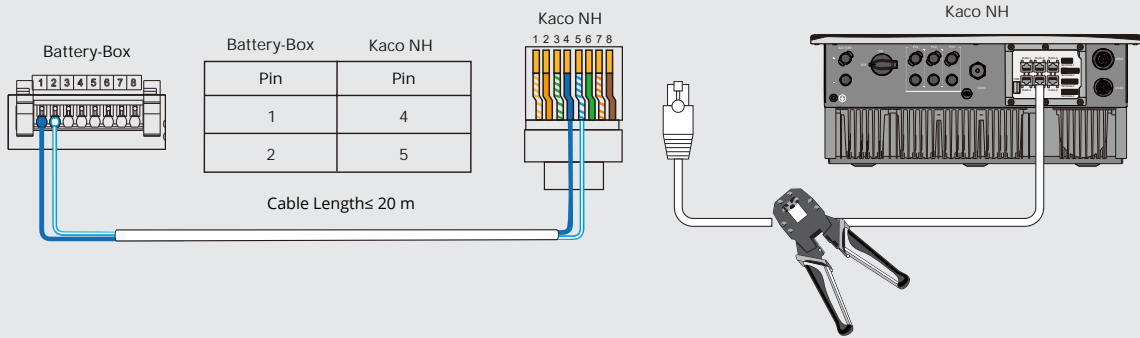 Kaco NH
Kaco NH
1 2 3 4 5 6 7 8
Battery-Box
Battery-Box Kaco NH
1 2 3 4 5 6 7 8
Pin Pin
1 4
2 5
Cable Length≤ 20 m